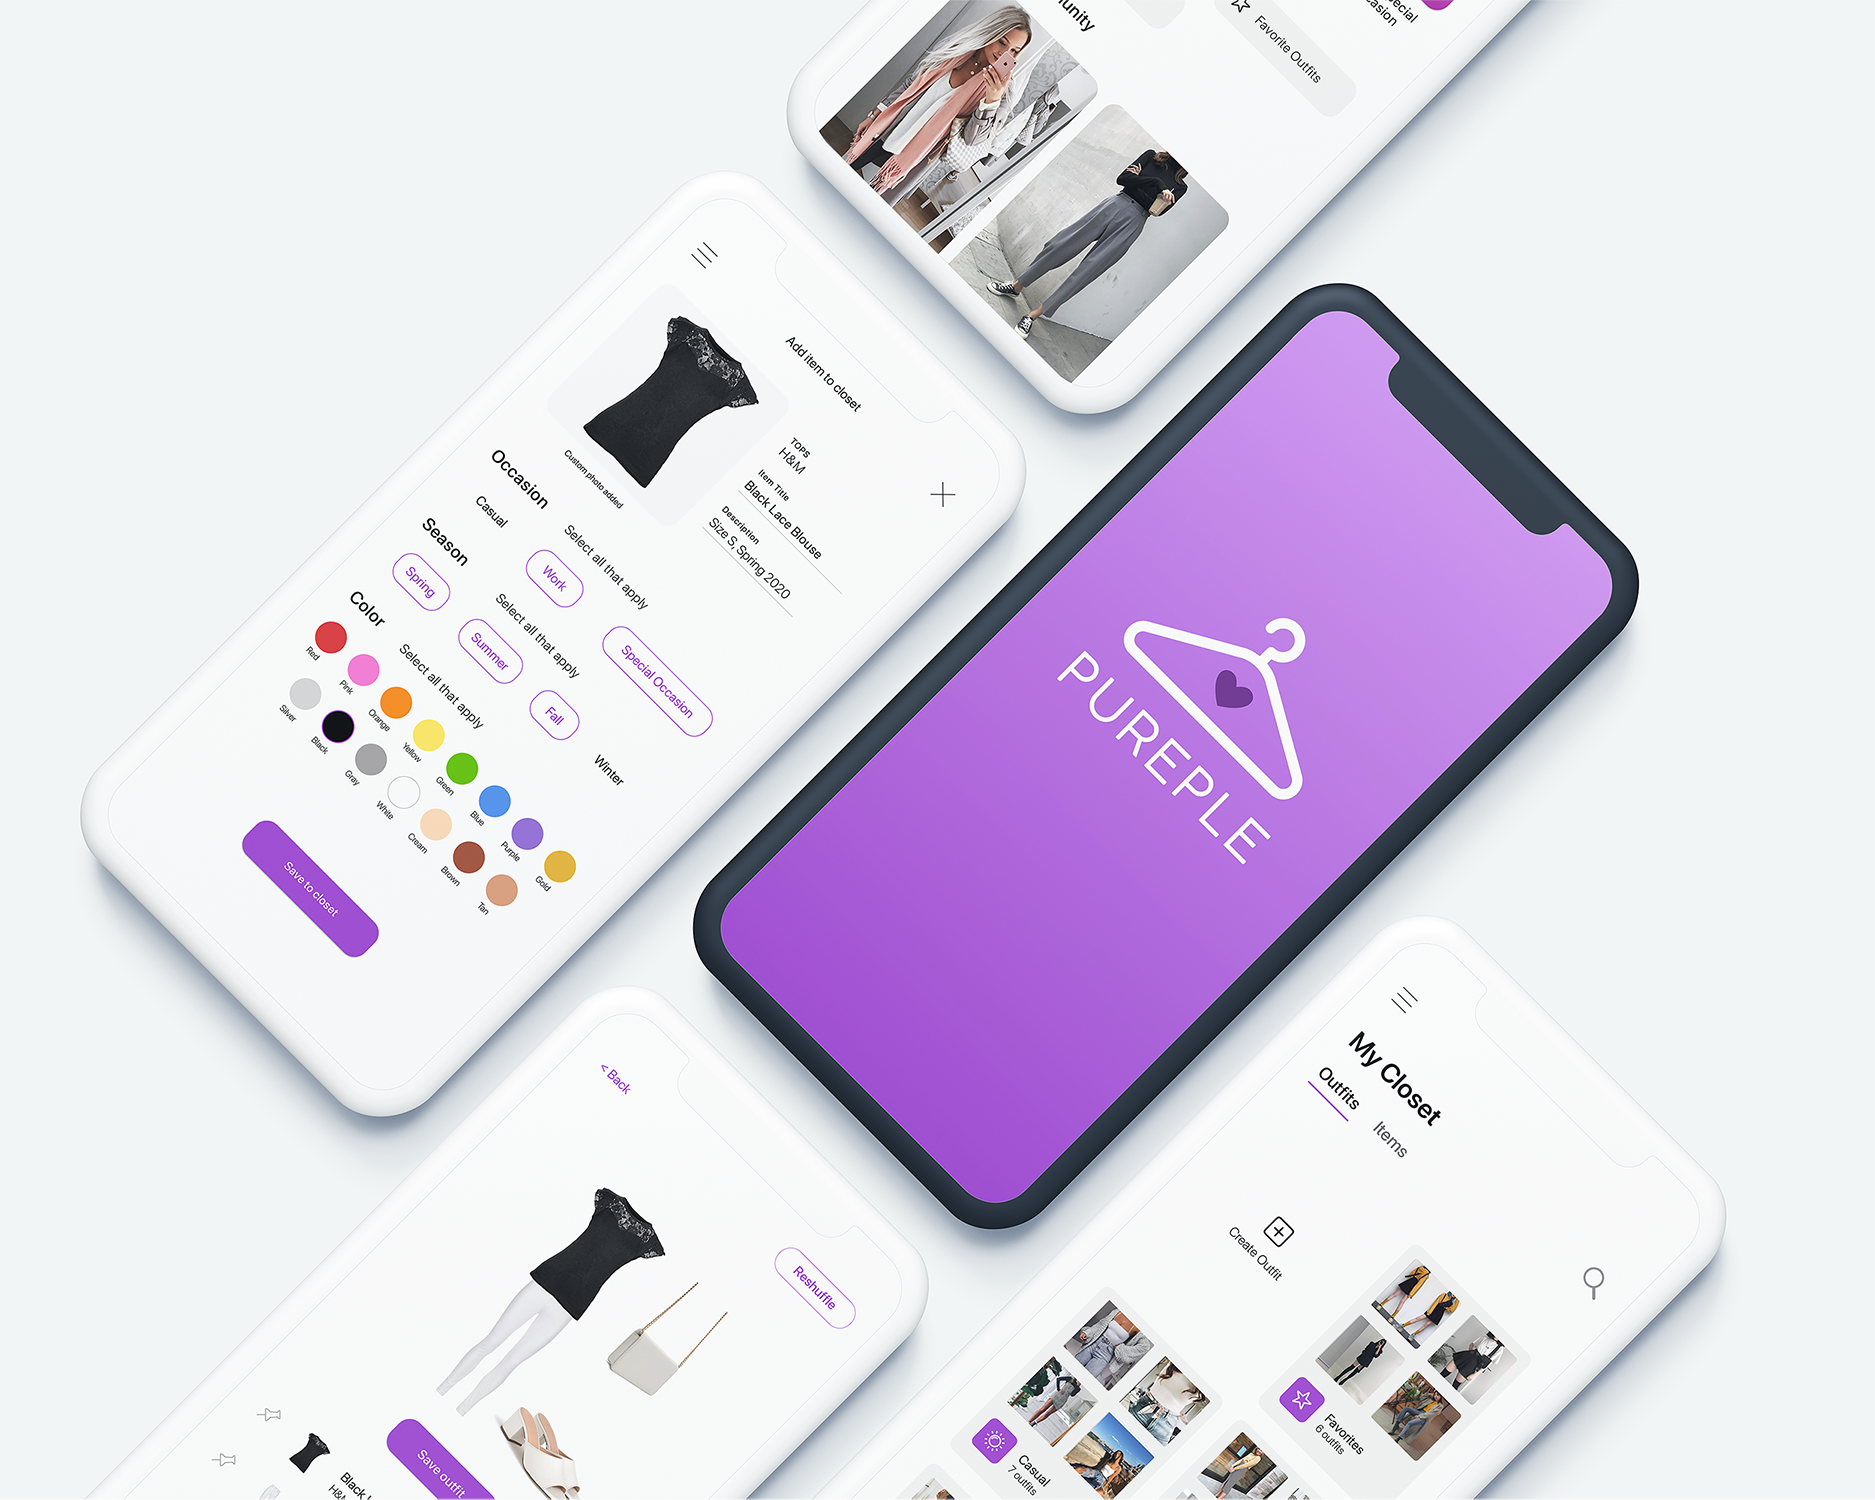 Favorite Outfits
Add item to closet
TOPS
H&M
Item Title
Black Lace Blouse
Description
Size S, Spring 2020
Custom photo added
Occasion
Select all that apply
Casual
Work
Special Occasion
Season
Select all that apply
Spring
Summer
Fall
Winter
Color
Select all that apply
Red
Pink
Orange
Yellow
Green
Blue
Purple
Gold
Silver
Black
Gray
White
Cream
Brown
Tan
Save to closet
PUREPLE
< Back
Reshuffle
Save outfit
Black
H&M
My Closet
Outfits
Items
Create Outfit
Casual
7 outfits
Favorites
6 outfits